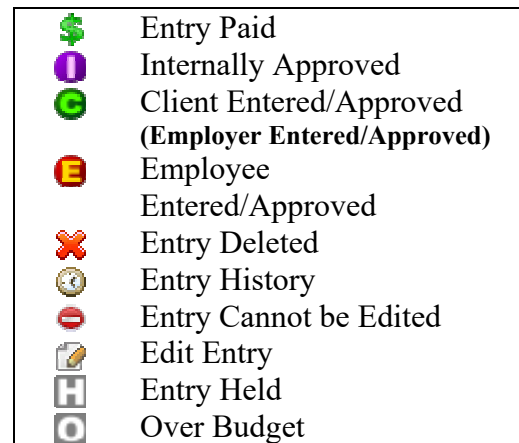 $ Entry Paid
I Internally Approved
C Client Entered/Approved
(Employer Entered/Approved)
E Employee
Entered/Approved
Entry Deleted
Entry History
Entry Cannot be Edited
Edit Entry
H Entry Held
O Over Budget